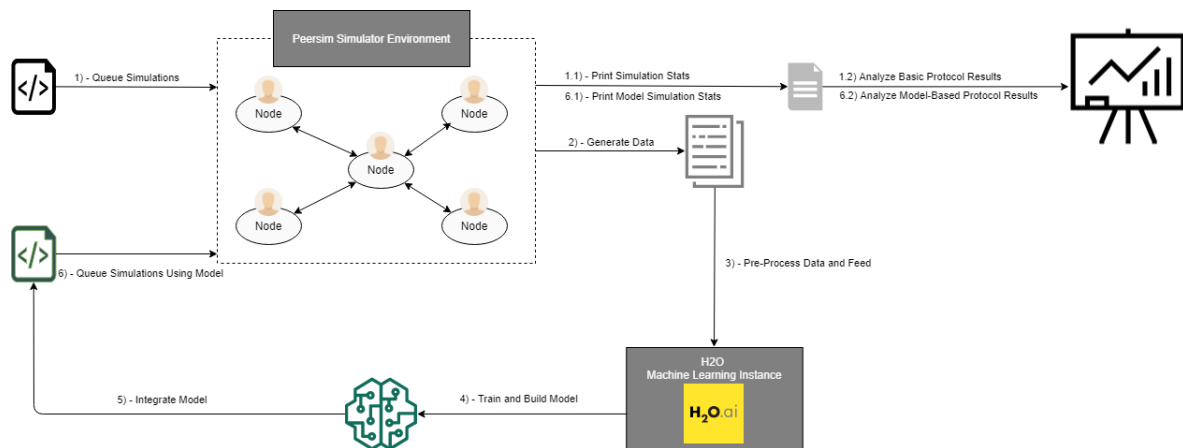 Peersim Simulator Environment
</>
1) - Queue Simulations
Node
Node
Node
Node
Node
1.1) - Print Simulation Stats
6.1) - Print Model Simulation Stats
1.2) Analyze Basic Protocol Results
6.2) Analyze Model-Based Protocol Results
2) - Generate Data
</>
6) - Queue Simulations Using Model
3) - Pre-Process Data and Feed
H2O
Machine Learning Instance
H2O.ai
4) - Train and Build Model
5) - Integrate Model